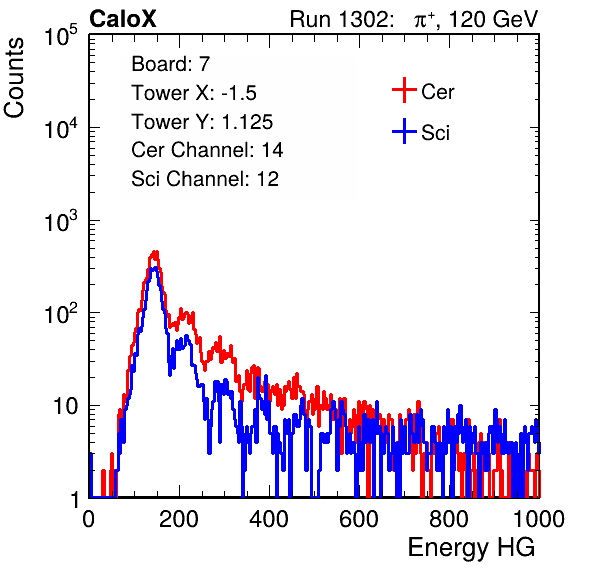 CaloX Run 1302: π⁺, 120 GeV
Counts
10⁵
10⁴
10³
10²
10
1
Board: 7
Tower X: -1.5
Tower Y: 1.125
Cer Channel: 14
Sci Channel: 12
Cer
Sci
0 200 400 600 800 1000
Energy HG